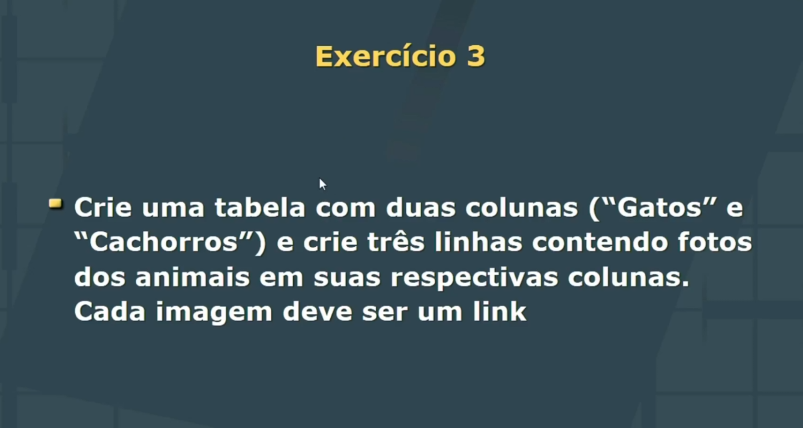 Exercício 3
Crie uma tabela com duas colunas (“Gatos” e
“Cachorros”) e crie três linhas contendo fotos
dos animais em suas respectivas colunas.
Cada imagem deve ser um link